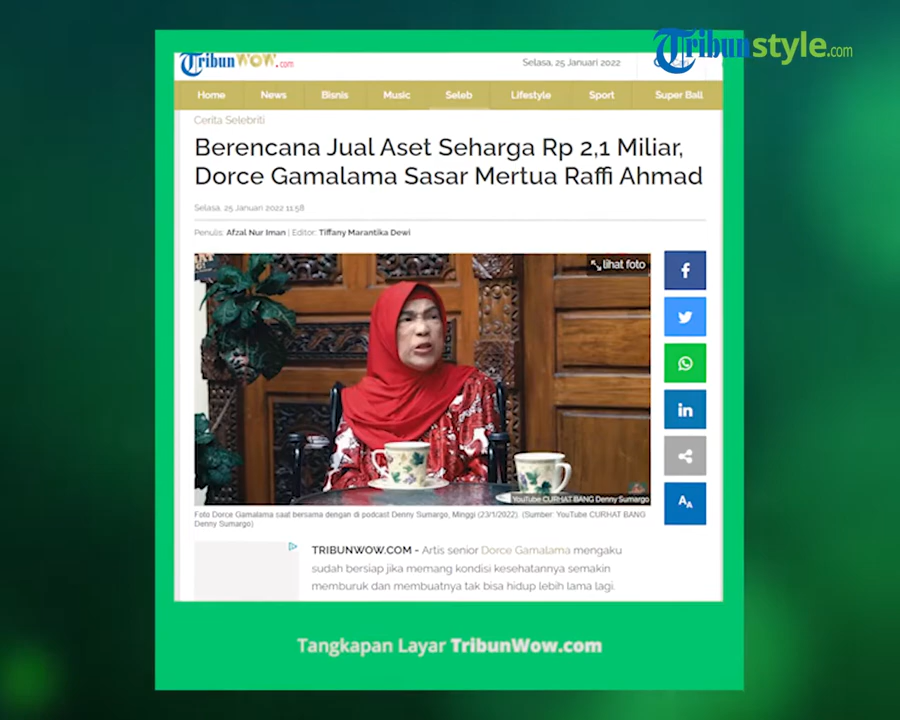 Tribunstyle.com
TribunWOW.com
Selasa, 25 Januari 2022
Home News Bisnis Music Seleb Lifestyle Sport Super Ball
Cerita Selebriti
Berencana Jual Aset Seharga Rp 2,1 Miliar,
Dorce Gamalama Sasar Mertua Raffi Ahmad
Selasa, 25 Januari 2022 11:58
Penulis: Afzal Nur Iman | Editor: Tiffany Marantika Dewi
lihat foto
YouTube CURHAT BANG Denny Sumargo
Foto Dorce Gamalama saat bersama dengan di podcast Denny Sumargo, Minggi (23/1/2022). (Sumber: YouTube CURHAT BANG
Denny Sumargo)
TRIBUNWOW.COM - Artis senior Dorce Gamalama mengaku
sudah bersiap jika memang kondisi kesehatannya semakin
memburuk dan membuatnya tak bisa hidup lebih lama lagi.
Tangkapan Layar TribunWow.com